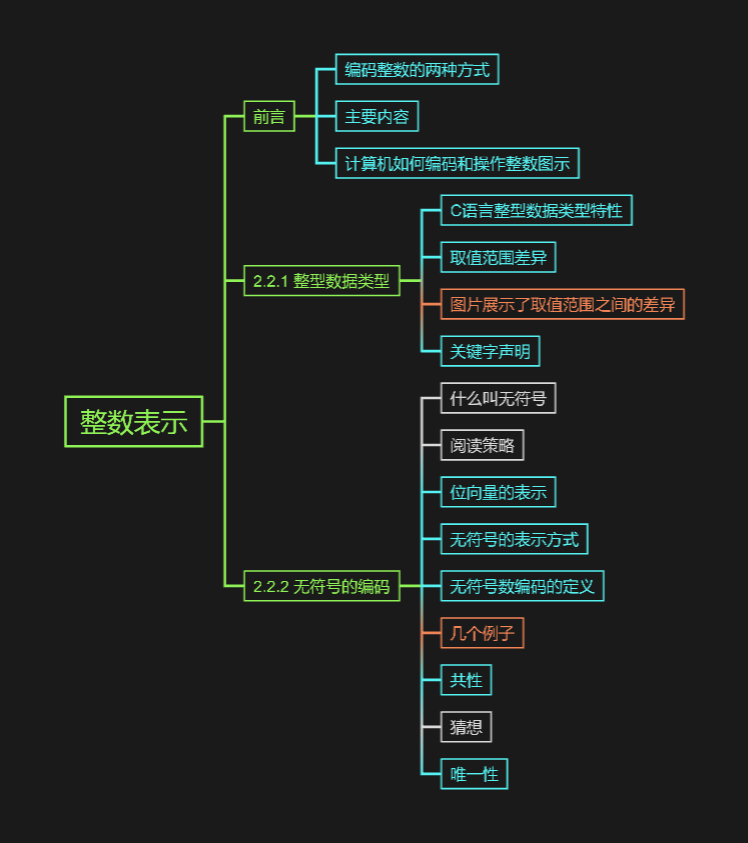 整数表示
前言
编码整数的两种方式
主要内容
计算机如何编码和操作整数图示
2.2.1 整型数据类型
C语言整型数据类型特性
取值范围差异
图片展示了取值范围之间的差异
关键字声明
2.2.2 无符号的编码
什么叫无符号
阅读策略
位向量的表示
无符号的表示方式
无符号数编码的定义
几个例子
共性
猜想
唯一性